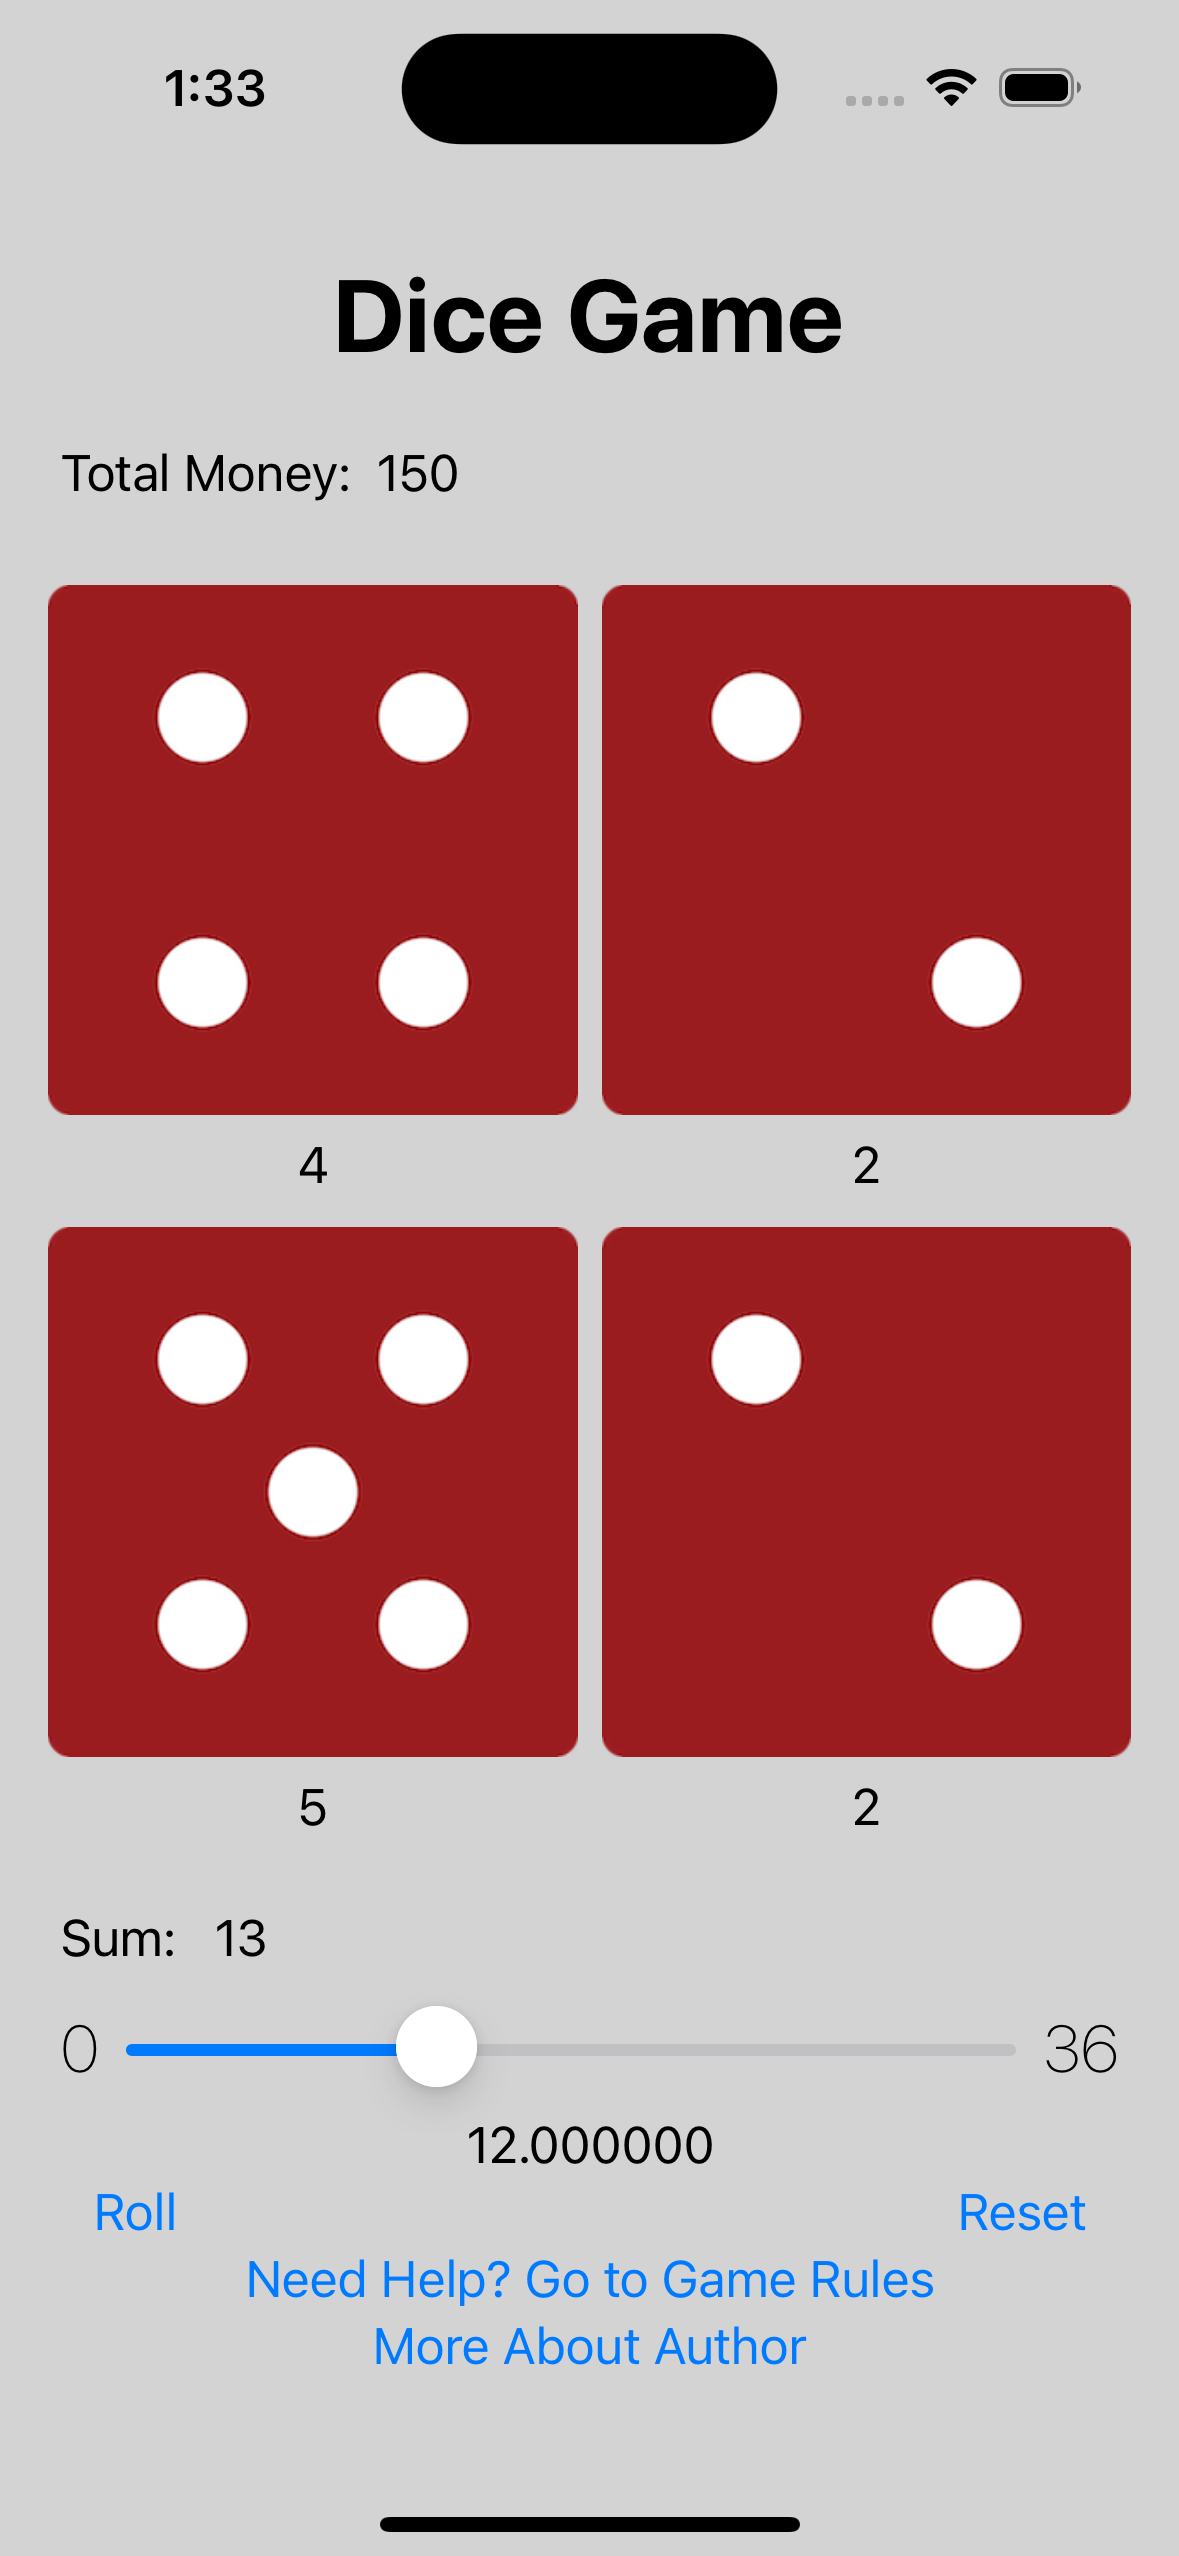 1:33
Dice Game
Total Money: 150
4 2
5 2
Sum: 13
0 36
12.000000
Roll Reset
Need Help? Go to Game Rules
More About Author